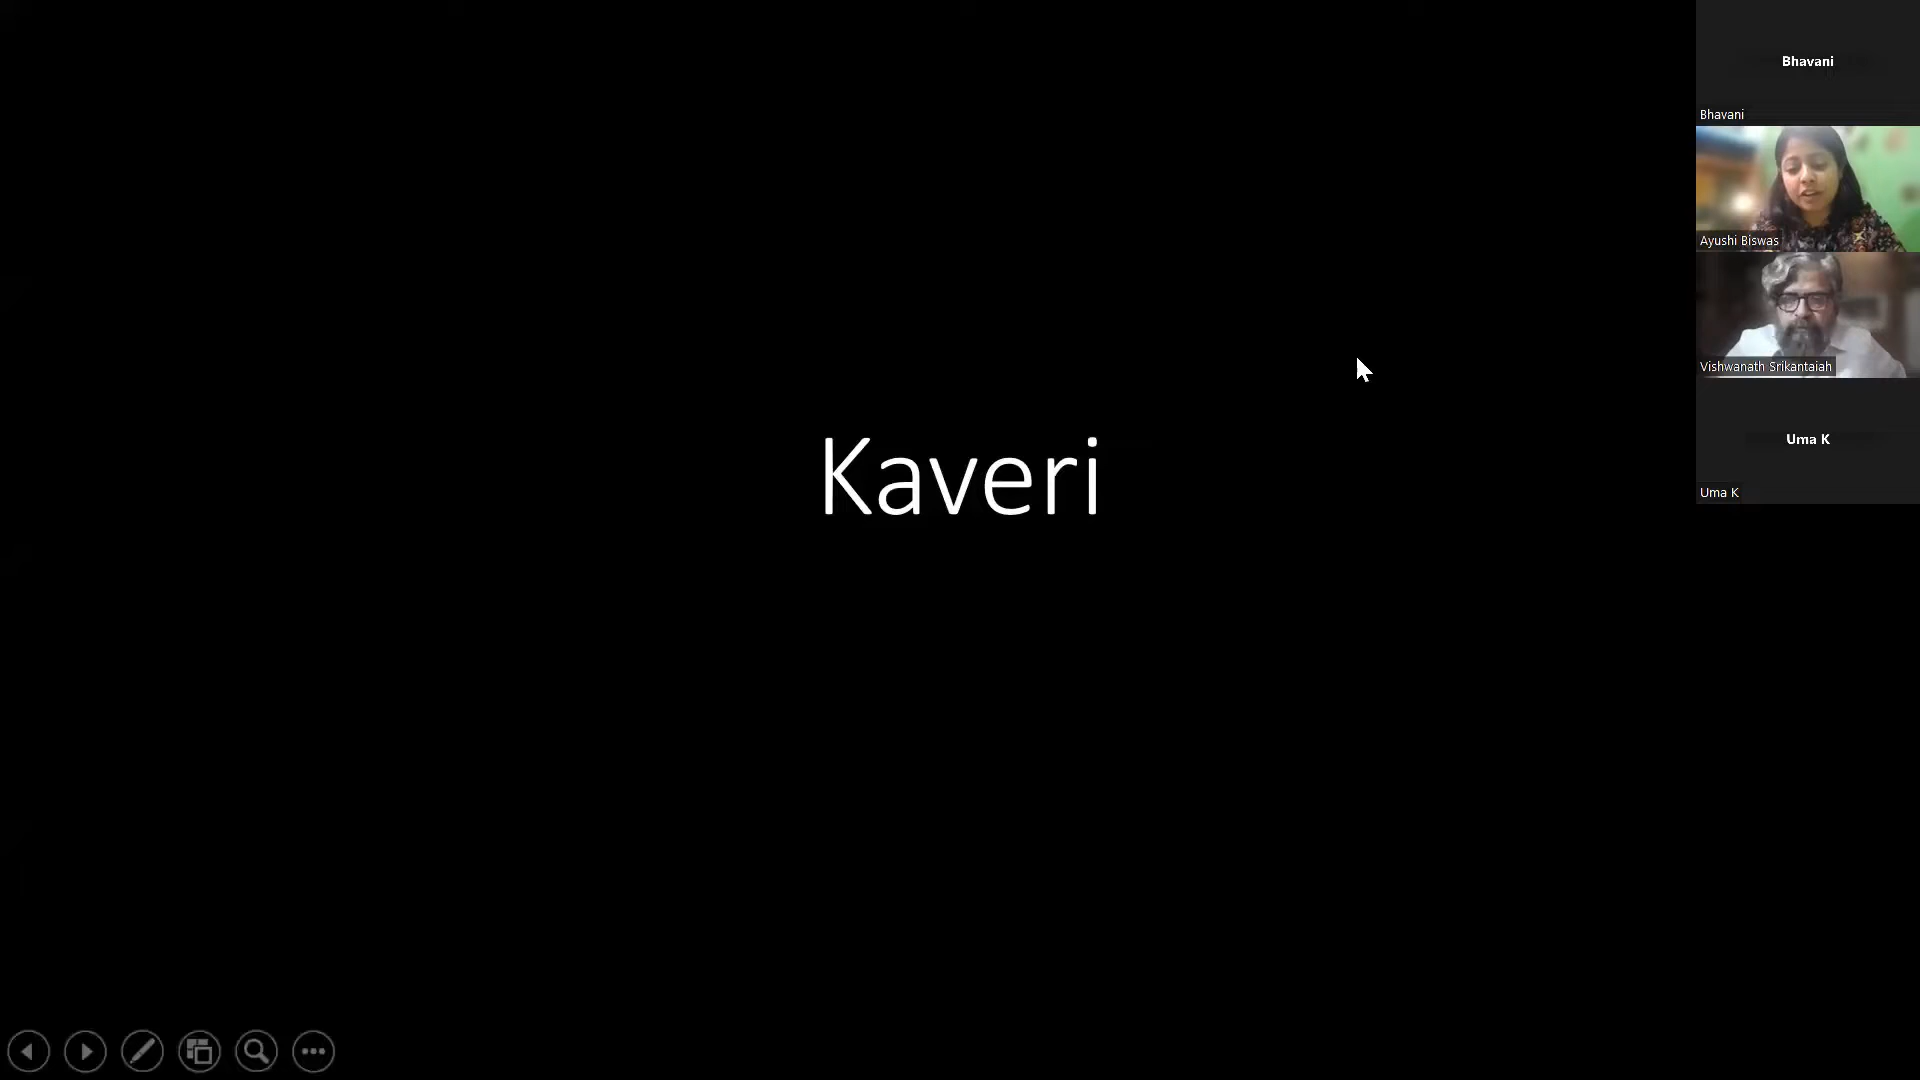 Kaveri
Bhavani
Bhavani
Ayushi Biswas
Vishwanath Srikantaiah
Uma K
Uma K